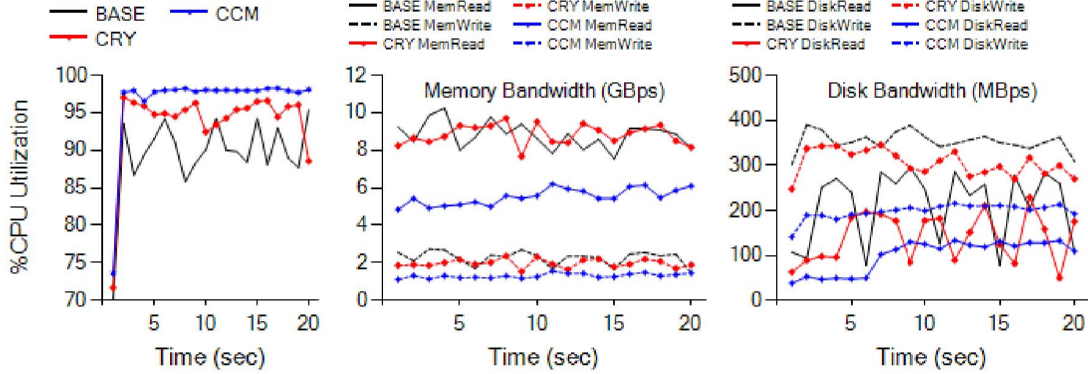 BASE CCM
CRY
%CPU Utilization
100
95
90
85
80
75
70
5 10 15 20
Time (sec)
BASE MemRead CRY MemWrite
BASE MemWrite CCM MemRead
CRY MemRead CCM MemWrite
Memory Bandwidth (GBps)
12
10
8
6
4
2
0
5 10 15 20
Time (sec)
BASE DiskRead CRY DiskWrite
BASE DiskWrite CCM DiskRead
CRY DiskRead CCM DiskWrite
Disk Bandwidth (MBps)
500
400
300
200
100
0
5 10 15 20
Time (sec)